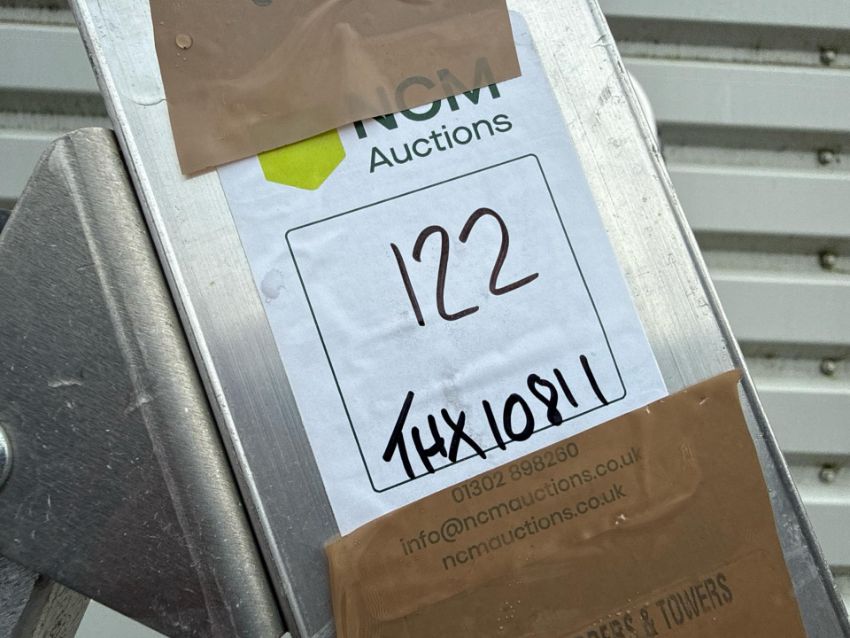 NCM
Auctions
122
THX10811
01302 898260
info@ncmauctions.co.uk
ncmauctions.co.uk
& TOWERS